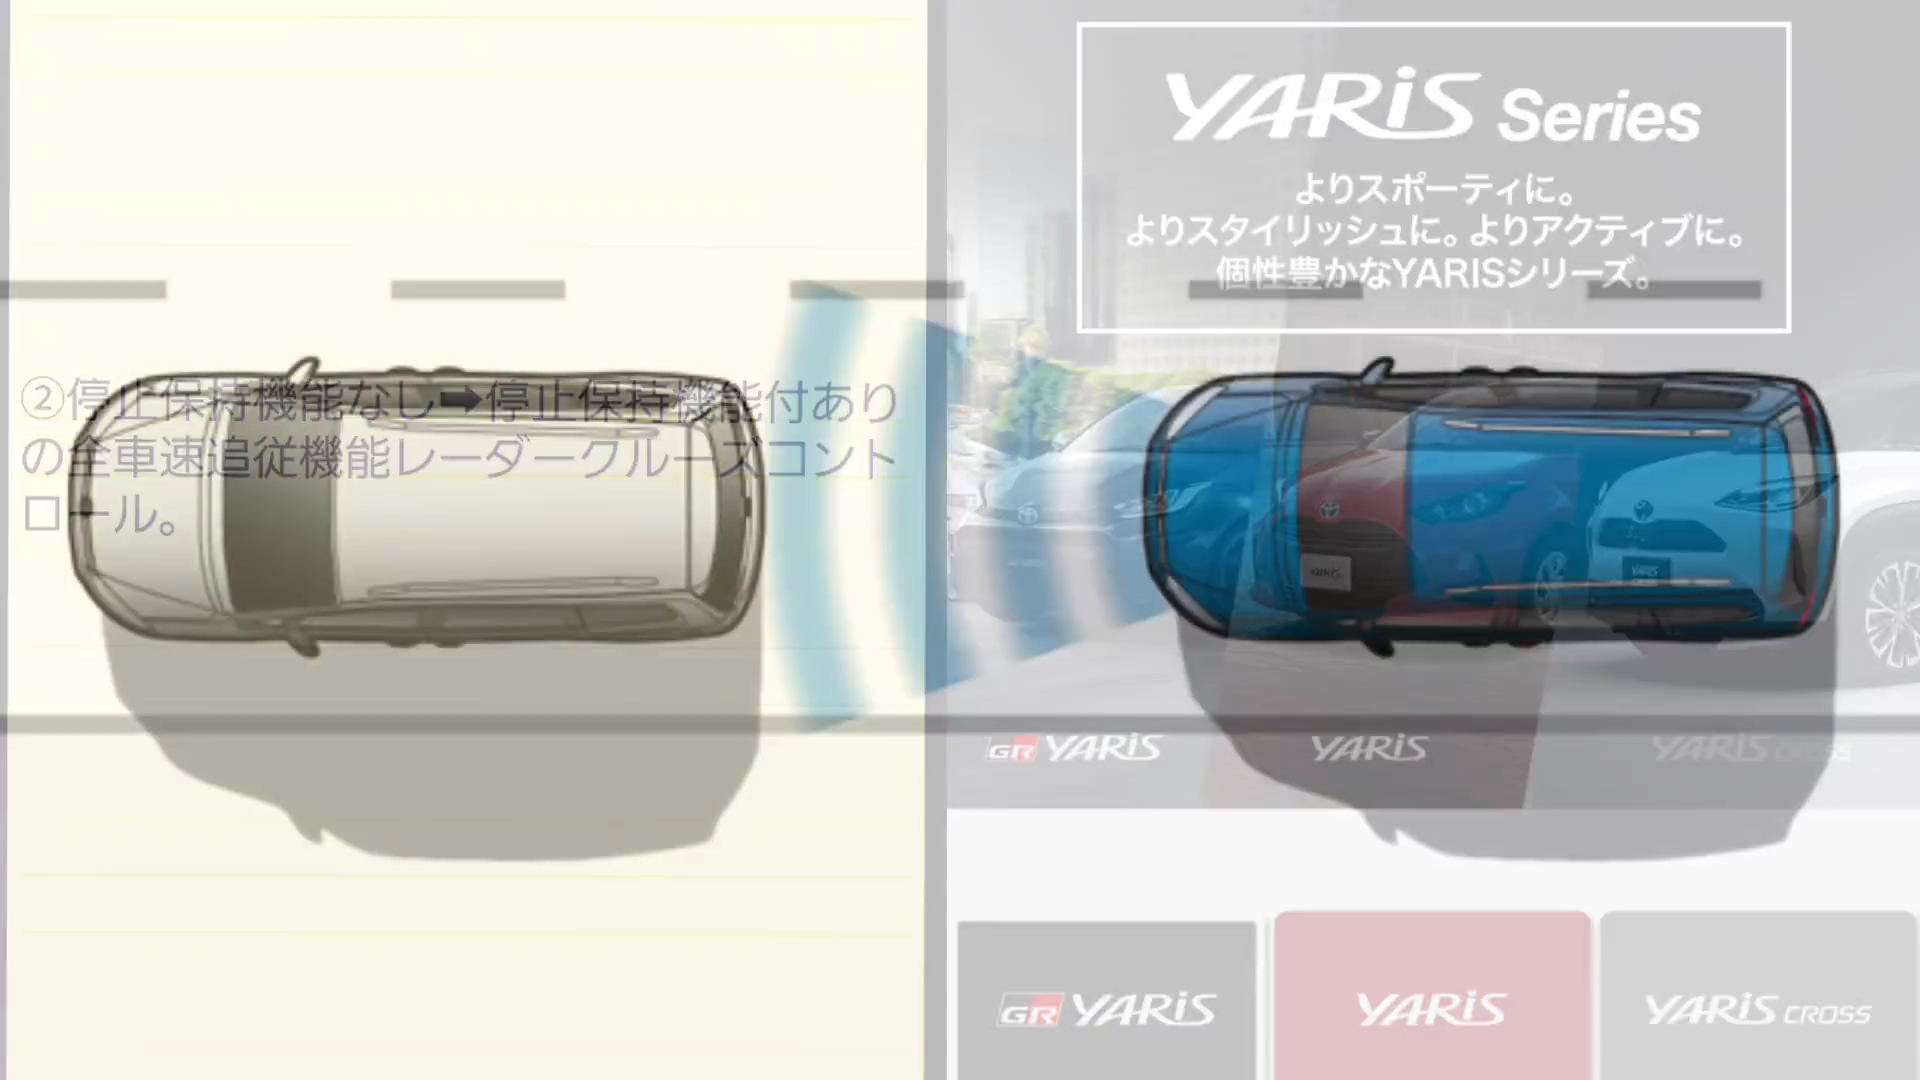 ②停止保持機能なし➡停止保持機能付あり
の全車速追従機能レーダークルーズコント
ロール。
YARiS Series
よりスポーティに。
よりスタイリッシュに。よりアクティブに。
個性豊かなYARISシリーズ。
YARIS
YARIS
CROSS
GR YARiS
YARiS
YARiS CROSS
GR YARiS
YARiS
YARiS CROSS